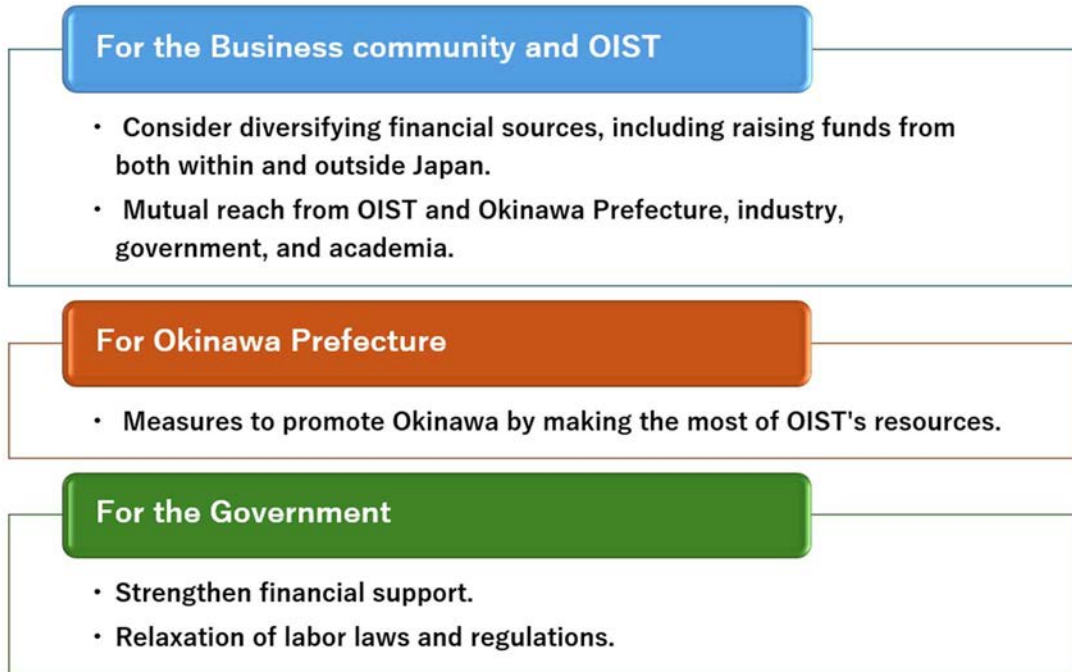 For the Business community and OIST
・ Consider diversifying financial sources, including raising funds from
both within and outside Japan.
・ Mutual reach from OIST and Okinawa Prefecture, industry,
government, and academia.
For Okinawa Prefecture
・ Measures to promote Okinawa by making the most of OIST's resources.
For the Government
・ Strengthen financial support.
・ Relaxation of labor laws and regulations.